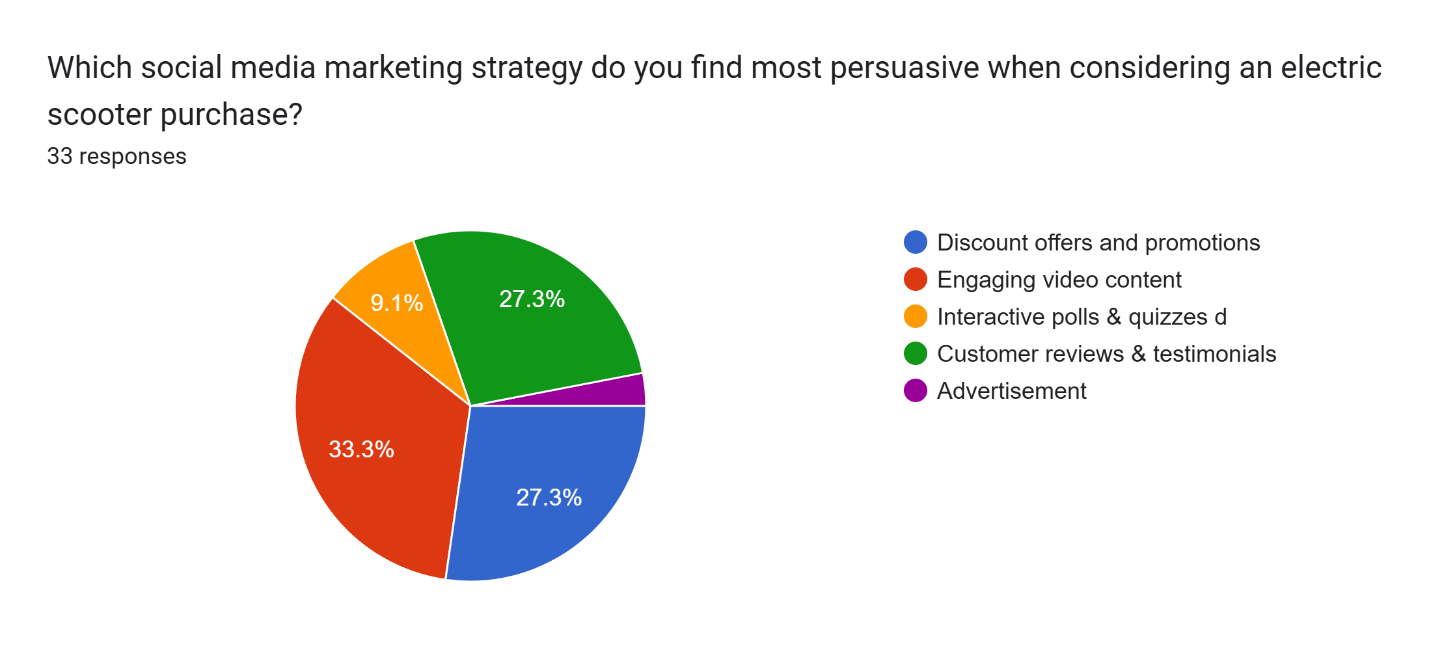 Which social media marketing strategy do you find most persuasive when considering an electric
scooter purchase?
33 responses
Discount offers and promotions
Engaging video content
Interactive polls & quizzes d
Customer reviews & testimonials
Advertisement
9.1%
27.3%
33.3%
27.3%